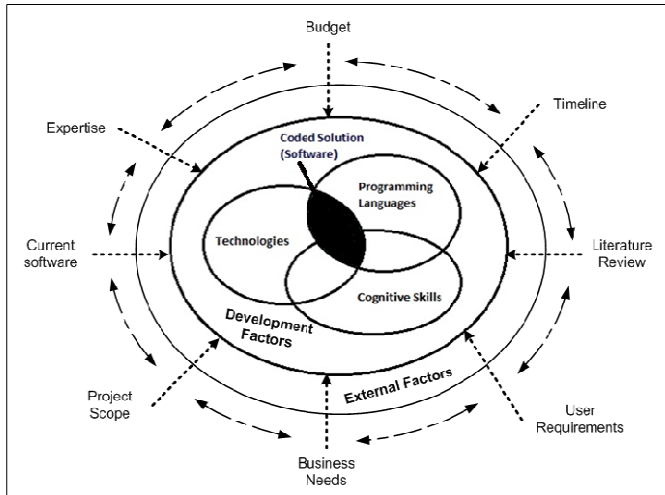 Budget
Timeline
Expertise
Coded Solution
(Software)
Programming
Languages
Technologies
Current
software
Literature
Review
Cognitive Skills
Development
Factors
External Factors
Project
Scope
User
Requirements
Business
Needs